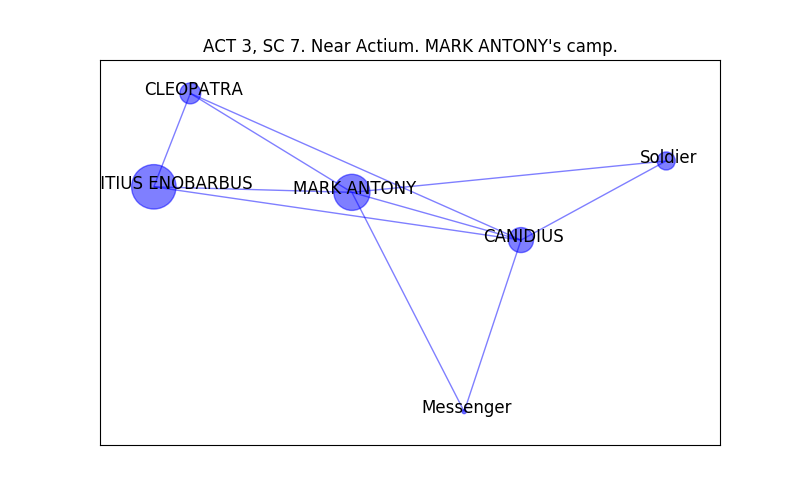 ACT 3, SC 7. Near Actium. MARK ANTONY's camp.
CLEOPATRA
Soldier
ITIUS ENOBARBUS
MARK ANTONY
CANIDIUS
Messenger